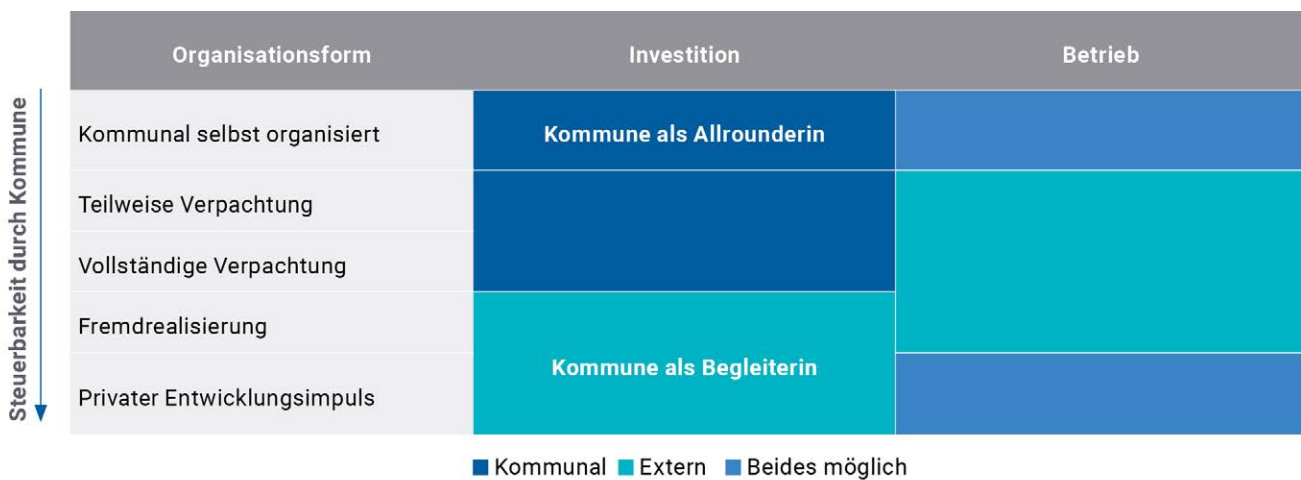 Organisationsform Investition Betrieb
Steuerbarkeit durch Kommune
Kommunal selbst organisiert Kommune als Allrounderin
Teilweise Verpachtung
Vollständige Verpachtung
Fremdrealisierung
Kommune als Begleiterin
Privater Entwicklungsimpuls
Kommunal Extern Beides möglich